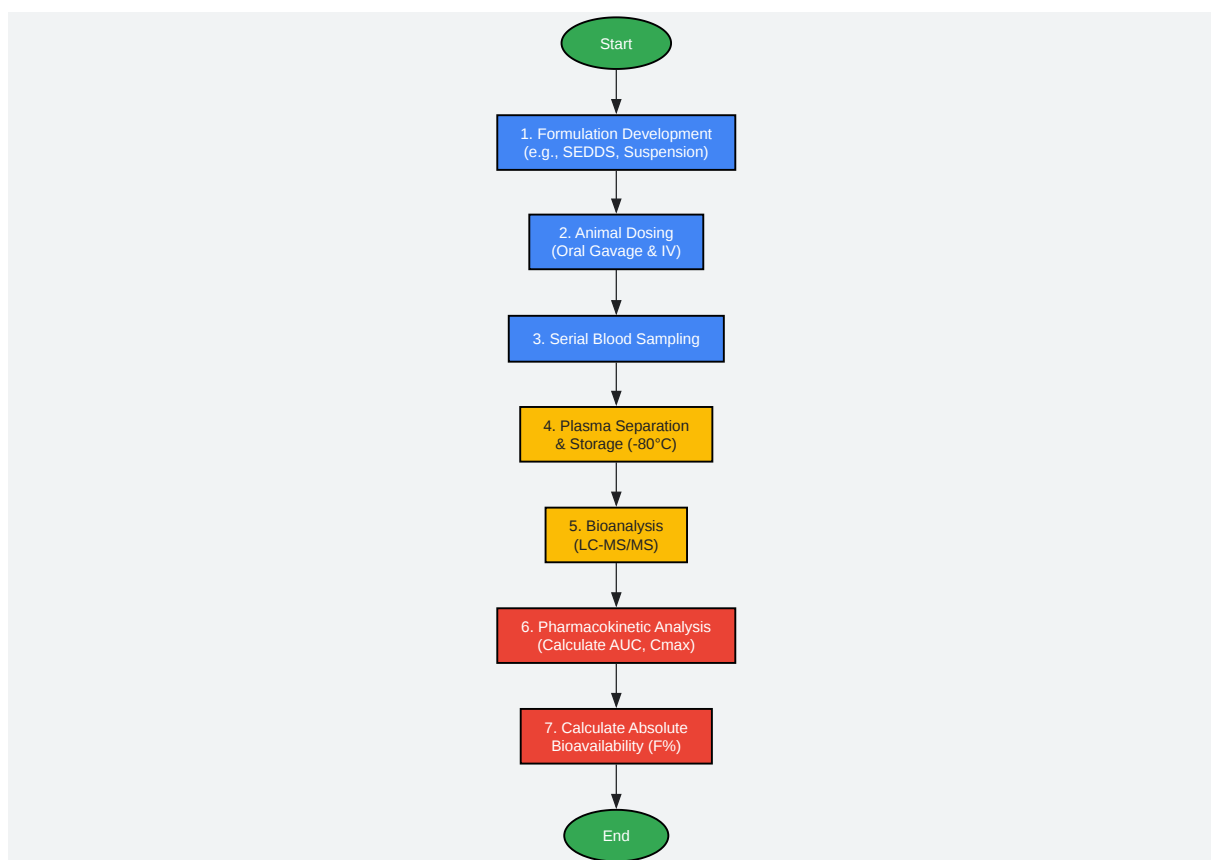 Start
1. Formulation Development
(e.g., SEDDS, Suspension)
2. Animal Dosing
(Oral Gavage & IV)
3. Serial Blood Sampling
4. Plasma Separation
& Storage (-80°C)
5. Bioanalysis
(LC-MS/MS)
6. Pharmacokinetic Analysis
(Calculate AUC, Cmax)
7. Calculate Absolute
Bioavailability (F%)
End